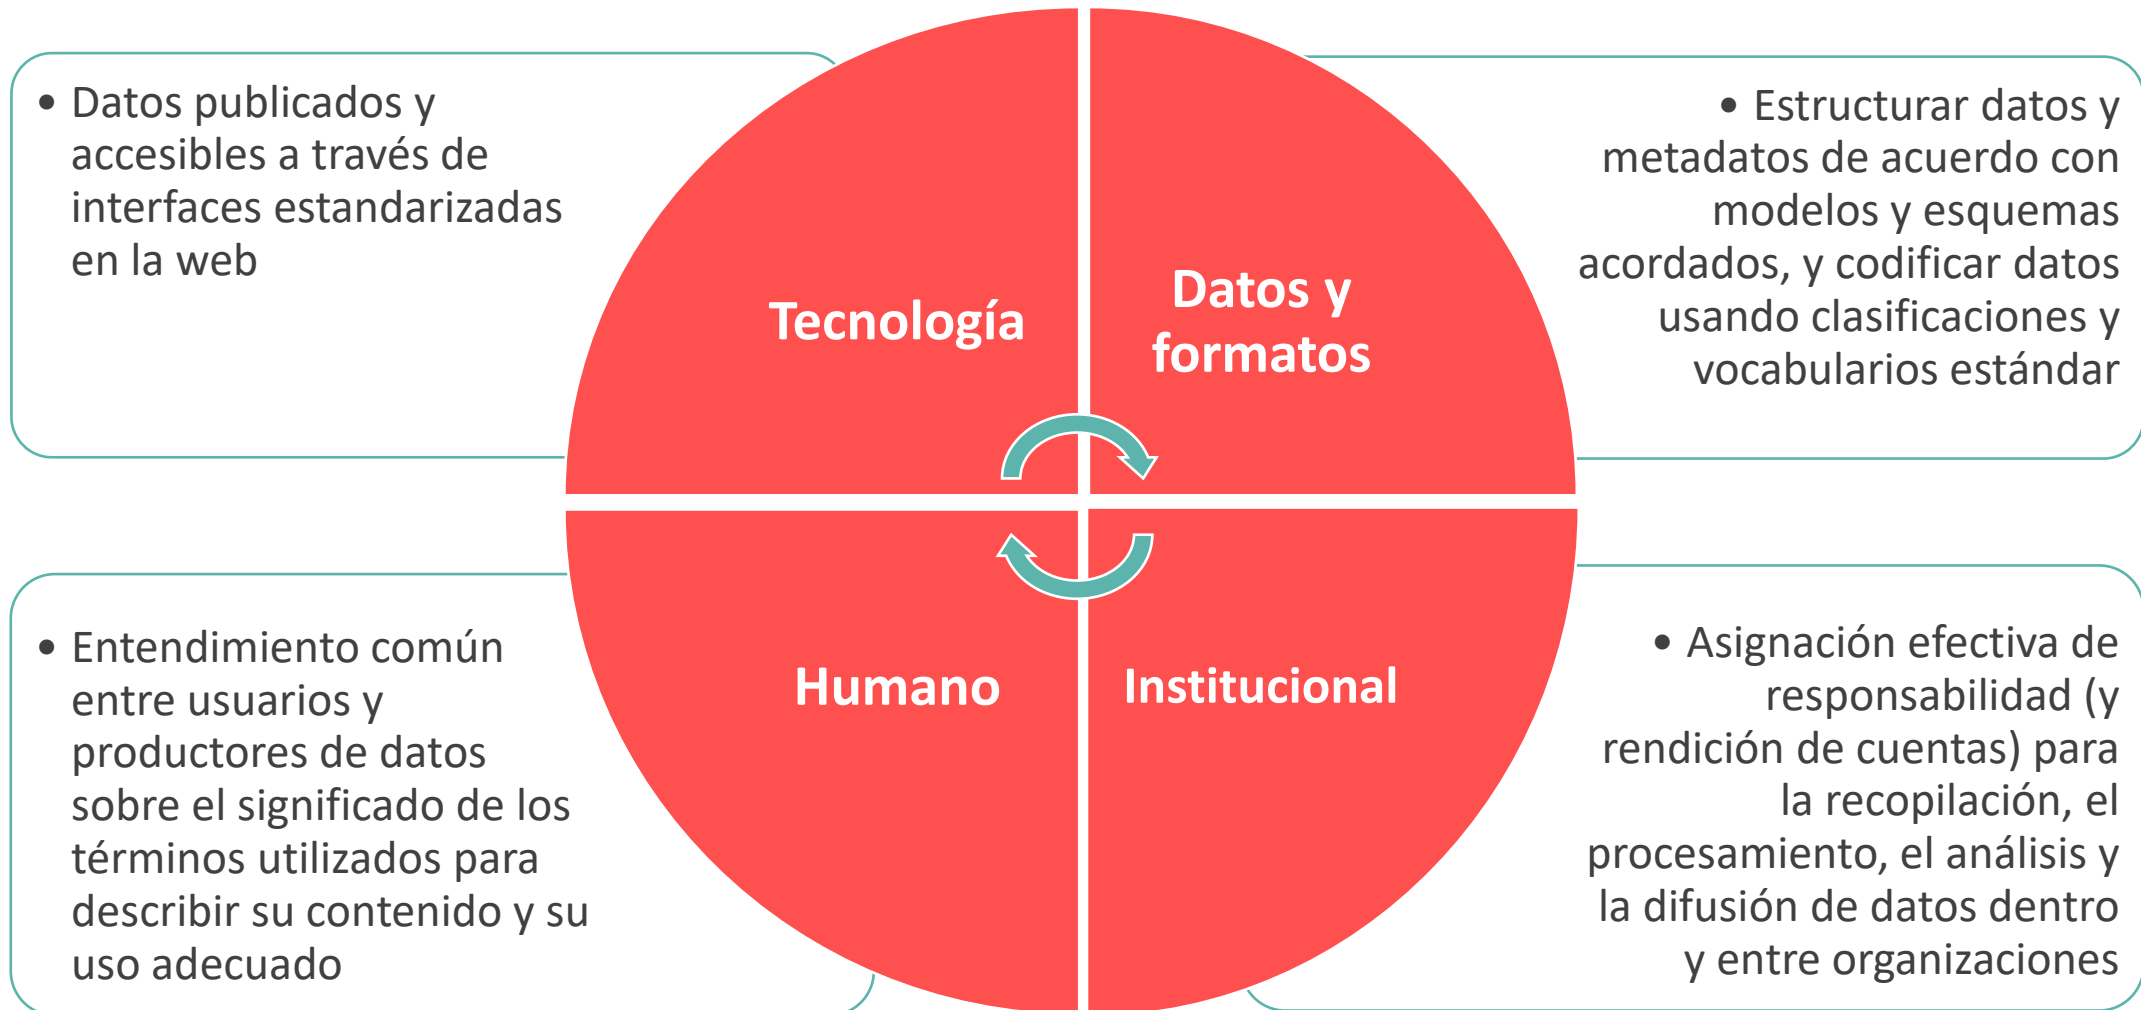 • Datos publicados y
accesibles a través de
interfaces estandarizadas
en la web
Tecnología
Datos y
formatos
• Estructurar datos y
metadatos de acuerdo con
modelos y esquemas
acordados, y codificar datos
usando clasificaciones y
vocabularios estándar
• Entendimiento común
entre usuarios y
productores de datos
sobre el significado de los
términos utilizados para
describir su contenido y su
uso adecuado
Humano
Institucional
• Asignación efectiva de
responsabilidad (y
rendición de cuentas) para
la recopilación, el
procesamiento, el análisis y
la difusión de datos dentro
y entre organizaciones